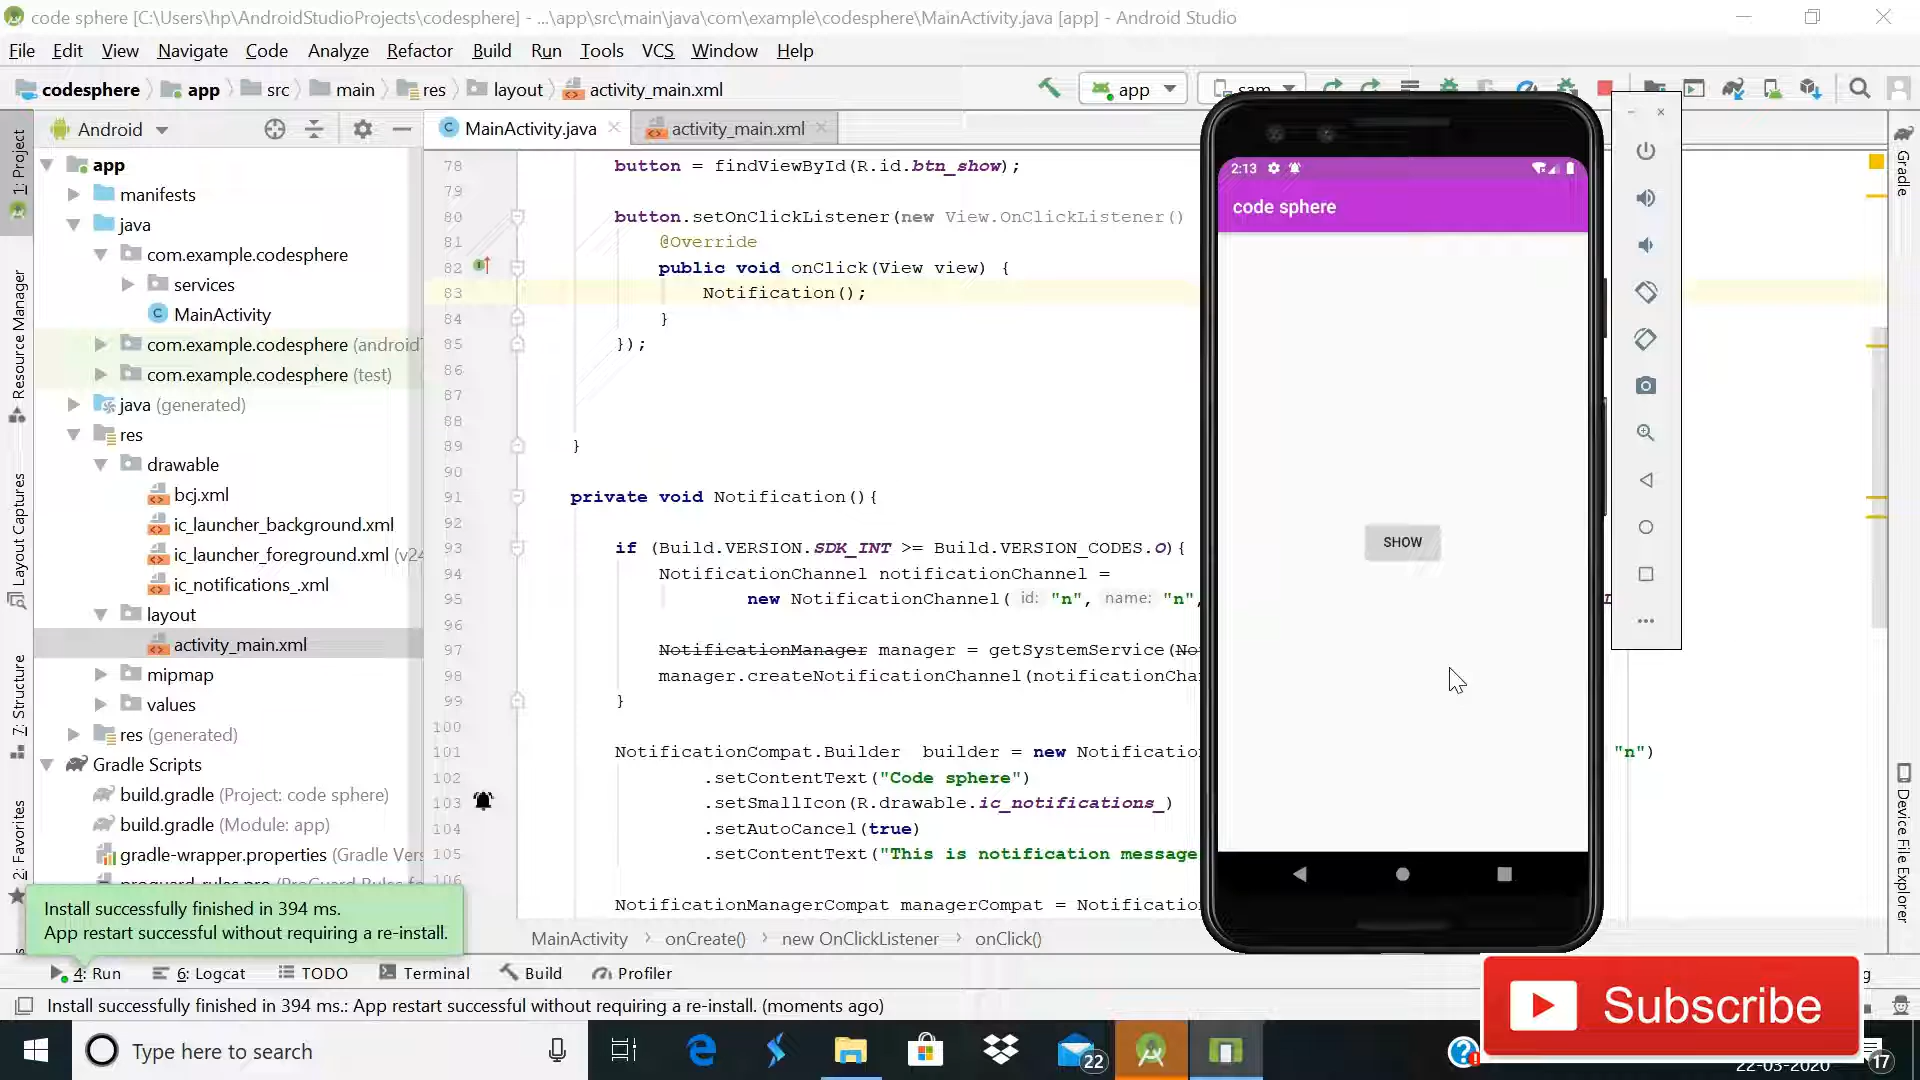 code sphere [C:\Users\hp\AndroidStudioProjects\codesphere] - ...\app\src\main\java\com\example\codesphere\MainActivity.java [app] - Android Studio
File Edit View Navigate Code Analyze Refactor Build Run Tools VCS Window Help
codesphere app src main res layout activity_main.xml
app
Android
MainActivity.java
activity_main.xml
1: Project
Resource Manager
Layout Captures
7: Structure
2: Favorites
app
manifests
java
com.example.codesphere
services
MainActivity
com.example.codesphere (android
com.example.codesphere (test)
java (generated)
res
drawable
bcj.xml
ic_launcher_background.xml
ic_launcher_foreground.xml (v24
ic_notifications_.xml
layout
activity_main.xml
mipmap
values
res (generated)
Gradle Scripts
build.gradle (Project: code sphere)
build.gradle (Module: app)
gradle-wrapper.properties (Gradle Vers
78 button = findViewById(R.id.btn_show);
79
80 button.setOnClickListener(new View.OnClickListener()
81 @Override
82 public void onClick(View view) {
83 Notification();
84 }
85 });
86
87
88
89 }
90
91 private void Notification(){
92
93 if (Build.VERSION.SDK_INT >= Build.VERSION_CODES.O){
94 NotificationChannel notificationChannel =
95 new NotificationChannel( id: "n", name: "n",
96
97 NotificationManager manager = getSystemService(No
98 manager.createNotificationChannel(notificationCha
99 }
100
101 NotificationCompat.Builder builder = new Notification "n")
102 .setContentText("Code sphere")
103 .setSmallIcon(R.drawable.ic_notifications_)
104 .setAutoCancel(true)
105 .setContentText("This is notification message
106
NotificationManagerCompat managerCompat = Notification
MainActivity onCreate() new OnClickListener onClick()
2:13
code sphere
SHOW
Gradle
Device File Explorer
Install successfully finished in 394 ms.
App restart successful without requiring a re-install.
4: Run 6: Logcat TODO Terminal Build Profiler
Install successfully finished in 394 ms.: App restart successful without requiring a re-install. (moments ago)
Subscribe
Type here to search
22
22-03-2020
17